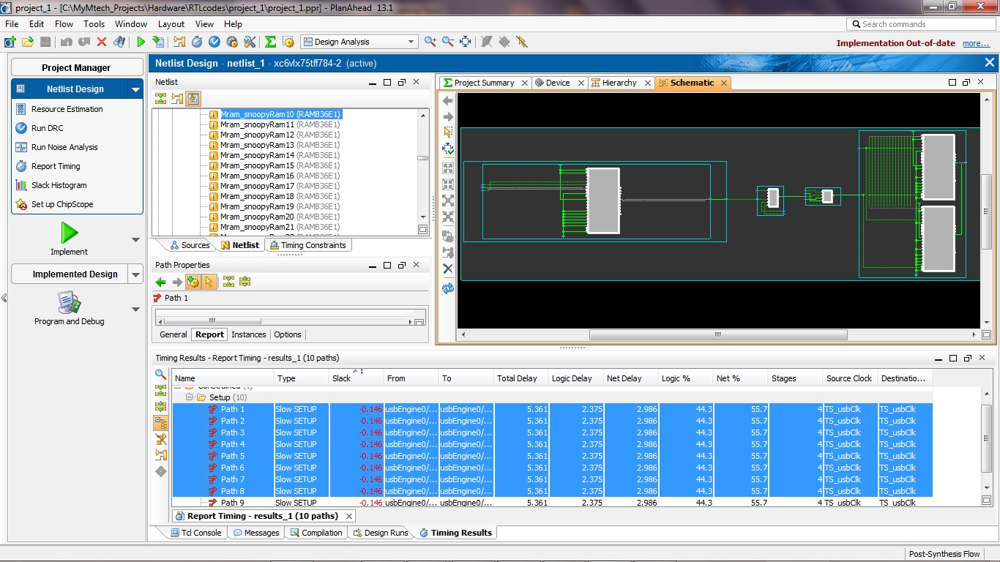 project_1 - [C:\MyMtech_Projects\Hardware\RTLcodes\project_1\project_1.ppr] - PlanAhead 13.1
File Edit Flow Tools Window Layout View Help
Search commands
Design Analysis
Implementation Out-of-date more...
Project Manager
Netlist Design
Resource Estimation
Run DRC
Run Noise Analysis
Report Timing
Slack Histogram
Set up ChipScope
Implement
Implemented Design
Program and Debug
Netlist Design - netlist_1 - xc6vlx75tff784-2 (active)
Netlist
Mram_snoopyRam10 (RAMB36E1)
Mram_snoopyRam11 (RAMB36E1)
Mram_snoopyRam12 (RAMB36E1)
Mram_snoopyRam13 (RAMB36E1)
Mram_snoopyRam14 (RAMB36E1)
Mram_snoopyRam15 (RAMB36E1)
Mram_snoopyRam16 (RAMB36E1)
Mram_snoopyRam17 (RAMB36E1)
Mram_snoopyRam18 (RAMB36E1)
Mram_snoopyRam19 (RAMB36E1)
Mram_snoopyRam20 (RAMB36E1)
Mram_snoopyRam21 (RAMB36E1)
Sources Netlist Timing Constraints
Path Properties
Path 1
General Report Instances Options
Project Summary Device Hierarchy Schematic
Timing Results - Report Timing - results_1 (10 paths)
Name Type Slack 1 From To Total Delay Logic Delay Net Delay Logic % Net % Stages Source Clock Destinatio...
Constrained (1)
Setup (10)
Path 1 Slow SETUP -0.146 usbEngine0/... usbEngine0/... 5.361 2.375 2.986 44.3 55.7 4 TS_usbClk TS_usbClk
Path 2 Slow SETUP -0.146 usbEngine0/... usbEngine0/... 5.361 2.375 2.986 44.3 55.7 4 TS_usbClk TS_usbClk
Path 3 Slow SETUP -0.146 usbEngine0/... usbEngine0/... 5.361 2.375 2.986 44.3 55.7 4 TS_usbClk TS_usbClk
Path 4 Slow SETUP -0.146 usbEngine0/... usbEngine0/... 5.361 2.375 2.986 44.3 55.7 4 TS_usbClk TS_usbClk
Path 5 Slow SETUP -0.146 usbEngine0/... usbEngine0/... 5.361 2.375 2.986 44.3 55.7 4 TS_usbClk TS_usbClk
Path 6 Slow SETUP -0.146 usbEngine0/... usbEngine0/... 5.361 2.375 2.986 44.3 55.7 4 TS_usbClk TS_usbClk
Path 7 Slow SETUP -0.146 usbEngine0/... usbEngine0/... 5.361 2.375 2.986 44.3 55.7 4 TS_usbClk TS_usbClk
Path 8 Slow SETUP -0.146 usbEngine0/... usbEngine0/... 5.361 2.375 2.986 44.3 55.7 4 TS_usbClk TS_usbClk
Path 9 Slow SETUP -0.146 usbEngine0/... usbEngine0/... 5.361 2.375 2.986 44.3 55.7 4 TS_usbClk TS_usbClk
Report Timing - results_1 (10 paths)
Tcl Console Messages Compilation Design Runs Timing Results
Post-Synthesis Flow